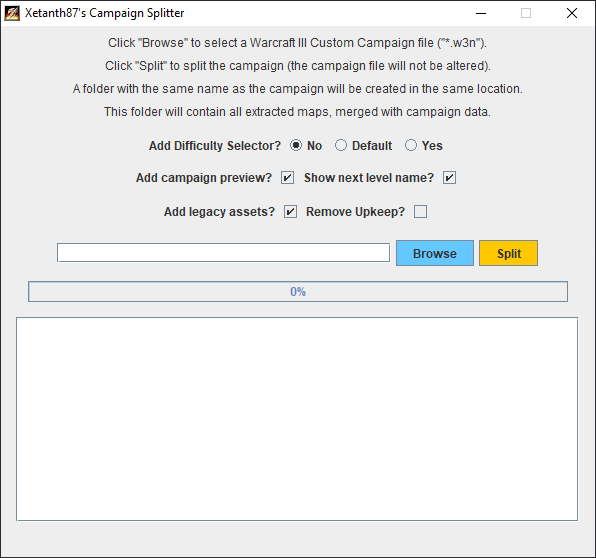 Xetanth87's Campaign Splitter
Click "Browse" to select a Warcraft III Custom Campaign file ("*.w3n").
Click "Split" to split the campaign (the campaign file will not be altered).
A folder with the same name as the campaign will be created in the same location.
This folder will contain all extracted maps, merged with campaign data.
Add Difficulty Selector? No Default Yes
Add campaign preview? Show next level name?
Add legacy assets? Remove Upkeep?
Browse Split
0%